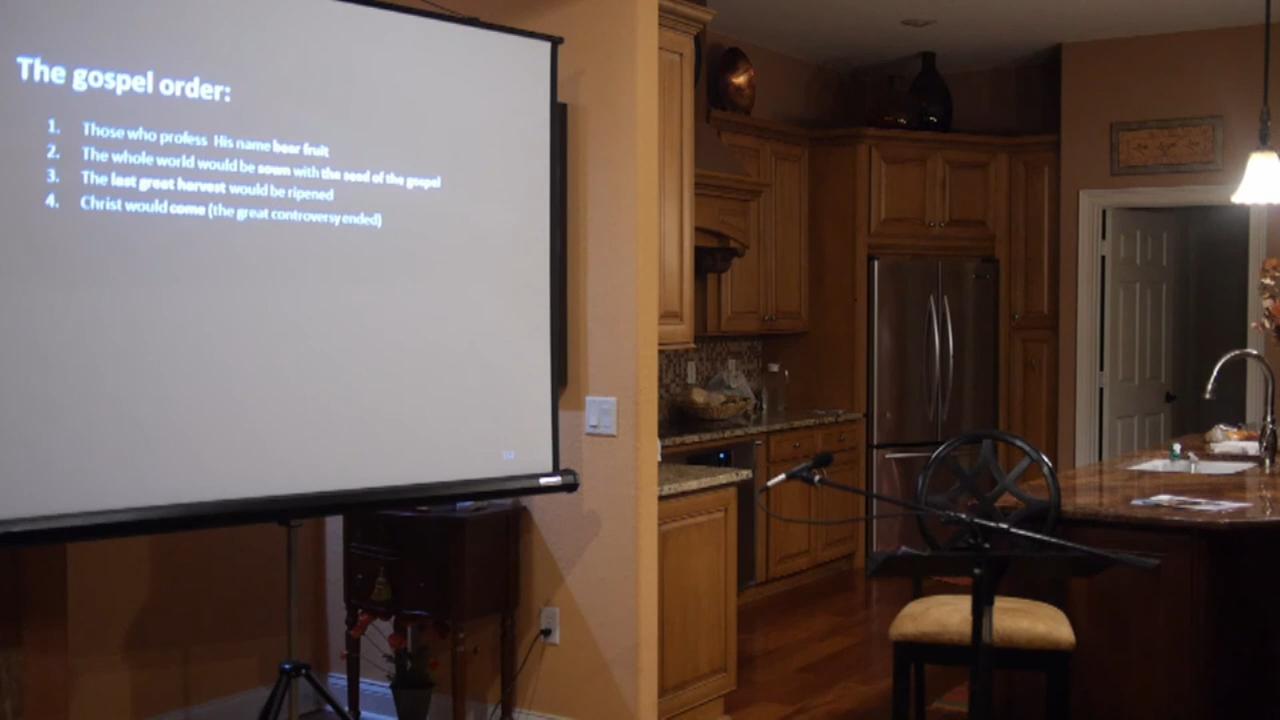 The gospel order:
1. Those who profess His name bear fruit
2. The whole world would be sown with the seed of the gospel
3. The last great harvest would be ripened
4. Christ would come (the great controversy ended)